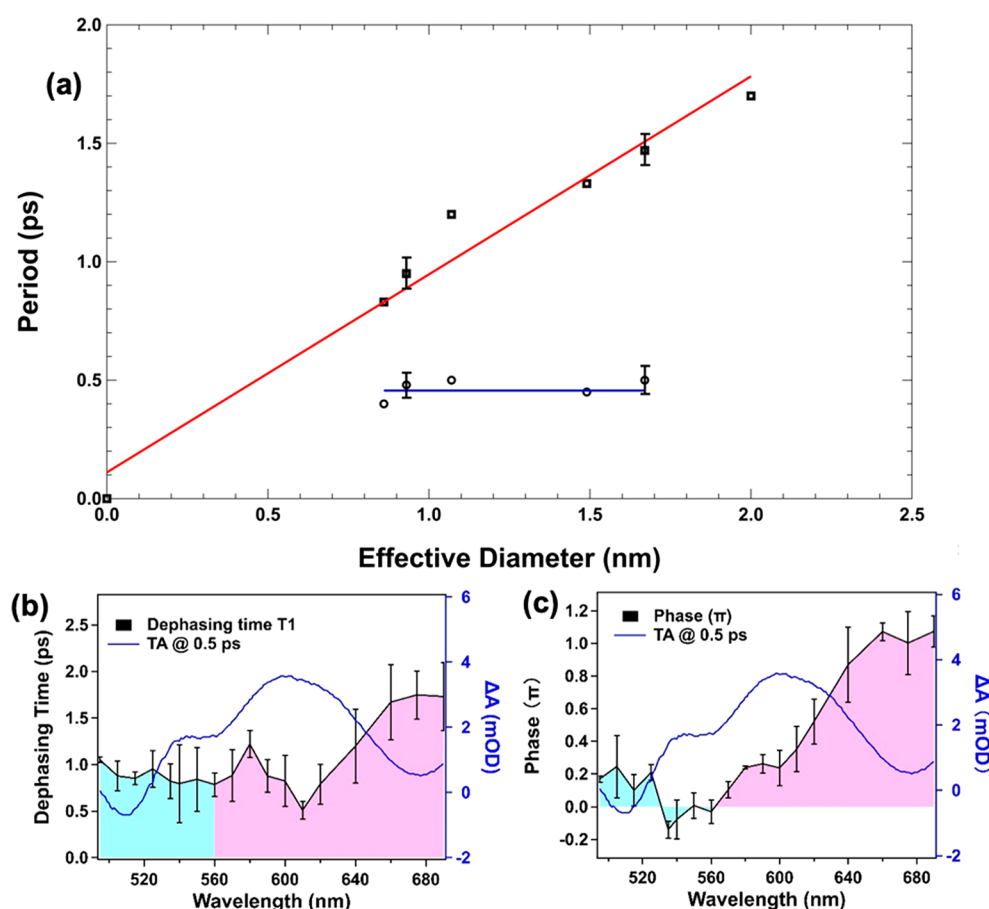 (a)
Period (ps)
2.0
1.5
1.0
0.5
0.0
0.0 0.5 1.0 1.5 2.0 2.5
Effective Diameter (nm)
(b)
Dephasing Time (ps)
2.5
2.0
1.5
1.0
0.5
0.0
Dephasing time T1
TA @ 0.5 ps
6
4
2
0
-2
ΔA (mOD)
520 560 600 640 680
Wavelength (nm)
(c)
Phase (π)
1.2
1.0
0.8
0.6
0.4
0.2
0.0
-0.2
Phase (π)
TA @ 0.5 ps
6
4
2
0
-2
ΔA (mOD)
520 560 600 640 680
Wavelength (nm)